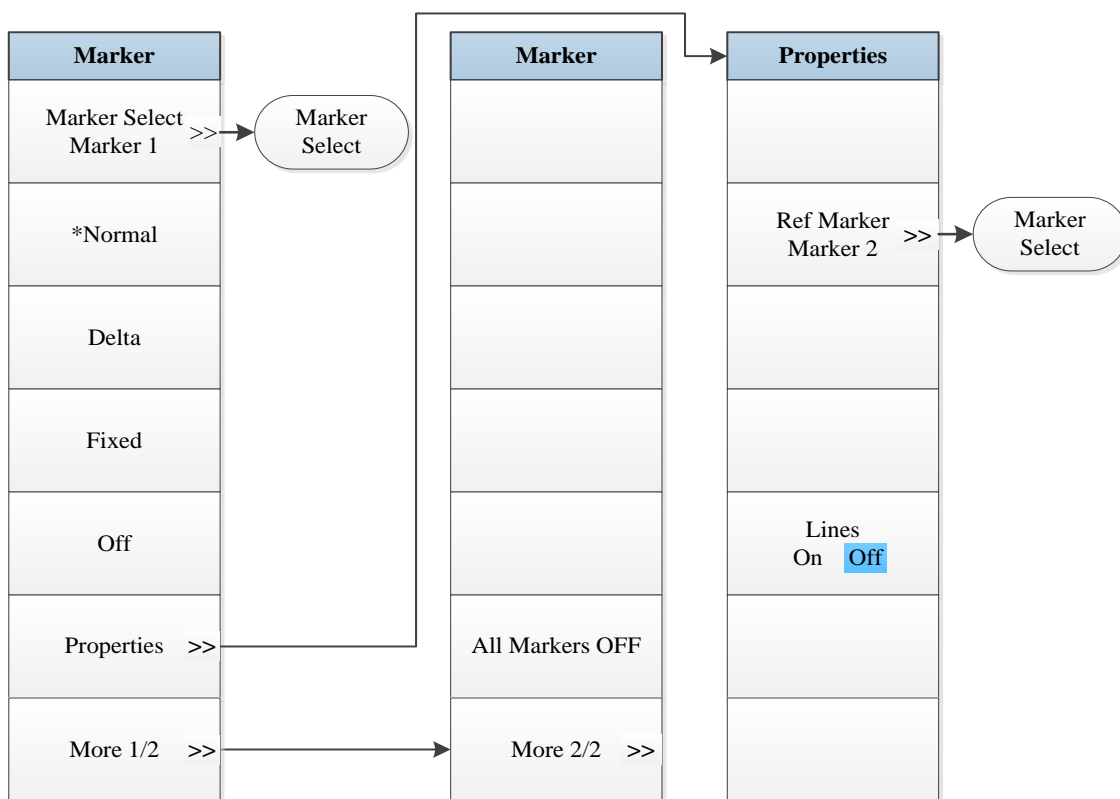 Marker
Marker Select
Marker 1 >>
Marker
Select
*Normal
Delta
Fixed
Off
Properties >>
More 1/2 >>
Marker
All Markers OFF
More 2/2 >>
Properties
Ref Marker
Marker 2 >>
Marker
Select
Lines
On Off